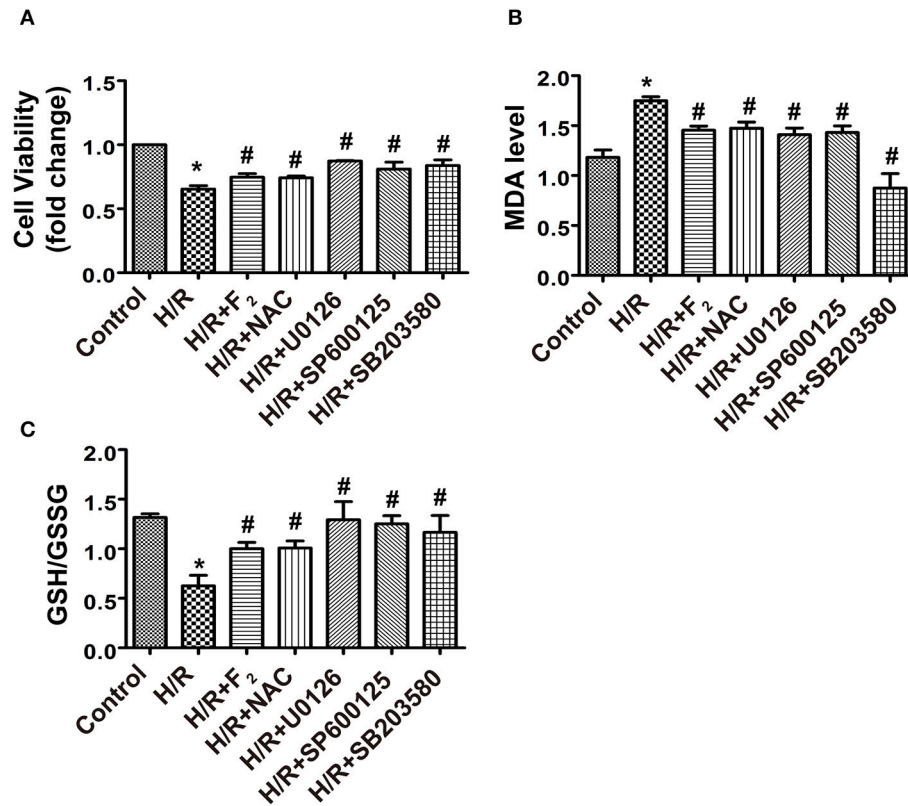 A
Cell Viability
(fold change)
1.5
1.0
0.5
0.0
*
#
#
#
#
#
Control
H/R
H/R+F2
H/R+NAC
H/R+U0126
H/R+SP600125
H/R+SB203580
B
MDA level
2.0
1.5
1.0
0.5
0.0
*
#
#
#
#
#
Control
H/R
H/R+F2
H/R+NAC
H/R+U0126
H/R+SP600125
H/R+SB203580
C
GSH/GSSG
2.0
1.5
1.0
0.5
0.0
*
#
#
#
#
#
Control
H/R
H/R+F2
H/R+NAC
H/R+U0126
H/R+SP600125
H/R+SB203580